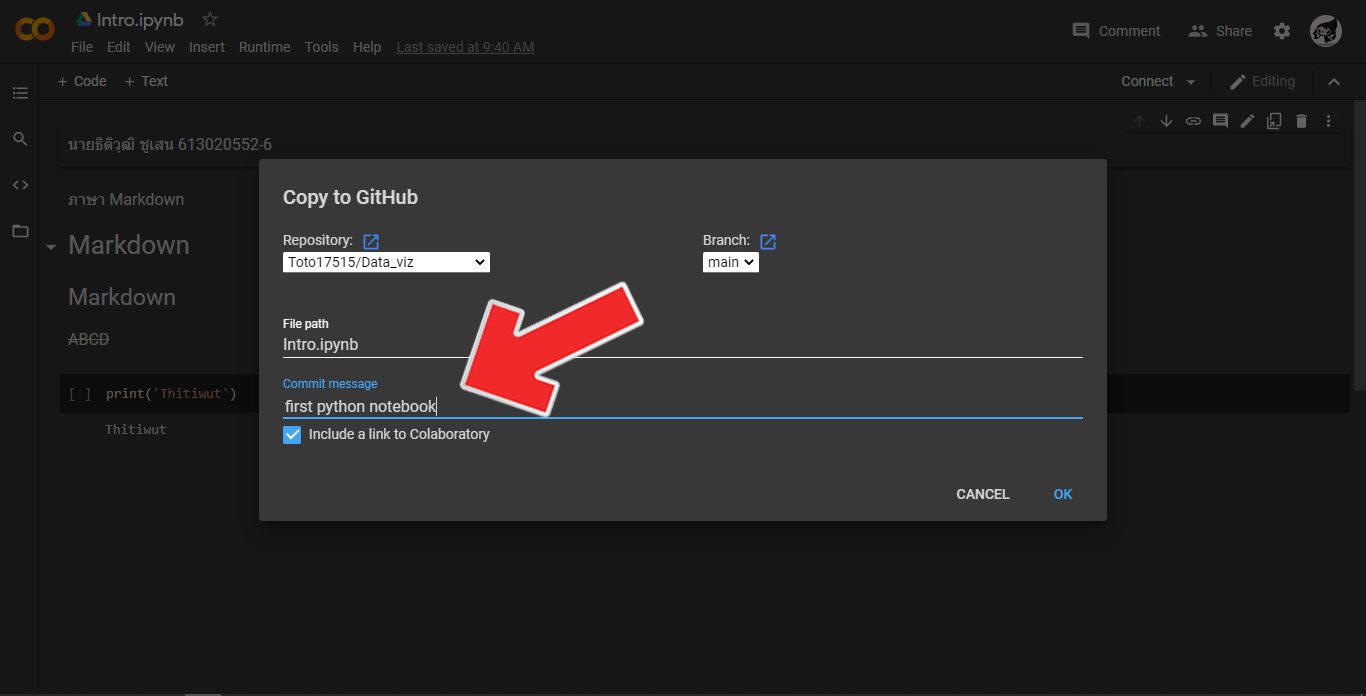 Intro.ipynb
File Edit View Insert Runtime Tools Help Last saved at 9:40 AM
Comment Share
+ Code + Text
Connect Editing
นายธิติวุฒิ ชูเสน 613020552-6
ภาษา Markdown
Markdown
Markdown
ABCD
[ ] print('Thitiwut')
Thitiwut
Copy to GitHub
Repository: Branch:
Toto17515/Data_viz main
File path
Intro.ipynb
Commit message
first python notebook
Include a link to Colaboratory
CANCEL OK